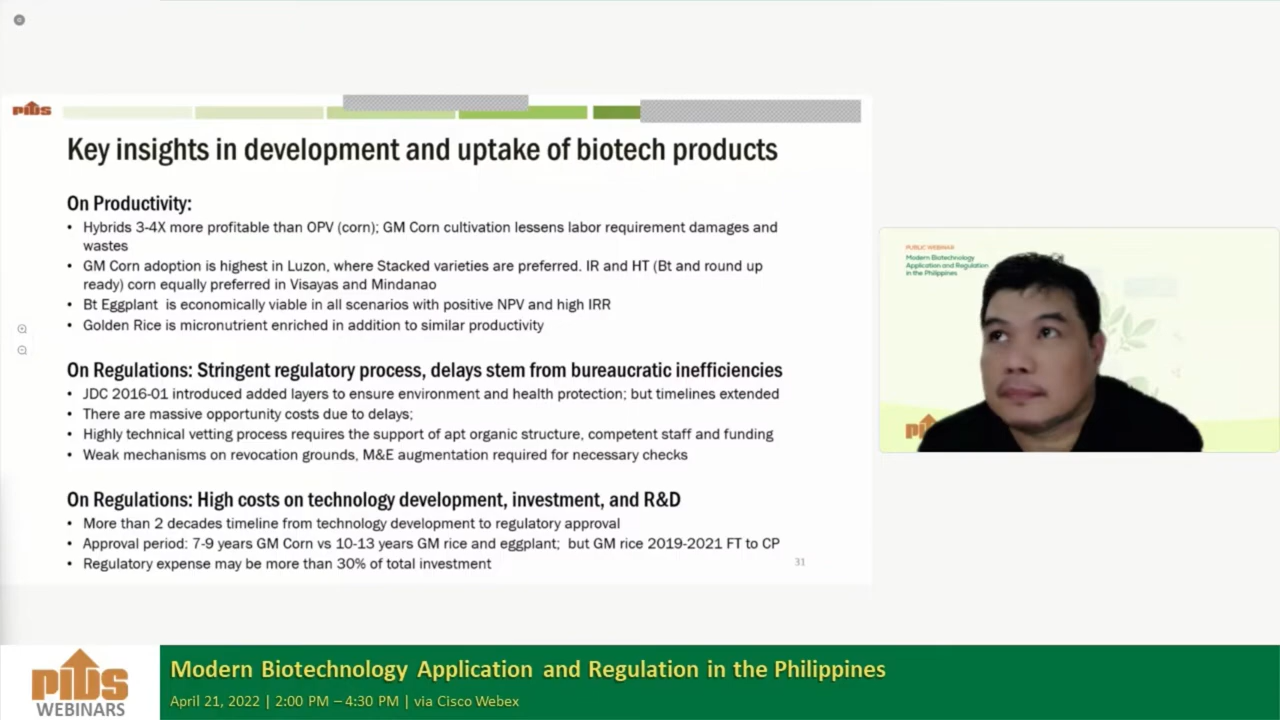 PIDS
Key insights in development and uptake of biotech products
On Productivity:
• Hybrids 3-4X more profitable than OPV (corn); GM Corn cultivation lessens labor requirement damages and
wastes
• GM Corn adoption is highest in Luzon, where Stacked varieties are preferred. IR and HT (Bt and round up
ready) corn equally preferred in Visayas and Mindanao
• Bt Eggplant is economically viable in all scenarios with positive NPV and high IRR
• Golden Rice is micronutrient enriched in addition to similar productivity
On Regulations: Stringent regulatory process, delays stem from bureaucratic inefficiencies
• JDC 2016-01 introduced added layers to ensure environment and health protection; but timelines extended
• There are massive opportunity costs due to delays;
• Highly technical vetting process requires the support of apt organic structure, competent staff and funding
• Weak mechanisms on revocation grounds, M&E augmentation required for necessary checks
On Regulations: High costs on technology development, investment, and R&D
• More than 2 decades timeline from technology development to regulatory approval
• Approval period: 7-9 years GM Corn vs 10-13 years GM rice and eggplant; but GM rice 2019-2021 FT to CP
• Regulatory expense may be more than 30% of total investment
31
PUBLIC WEBINAR
Modern Biotechnology
Application and Regulation
in the Philippines
PIDS
WEBINARS
Modern Biotechnology Application and Regulation in the Philippines
April 21, 2022 | 2:00 PM – 4:30 PM | via Cisco Webex